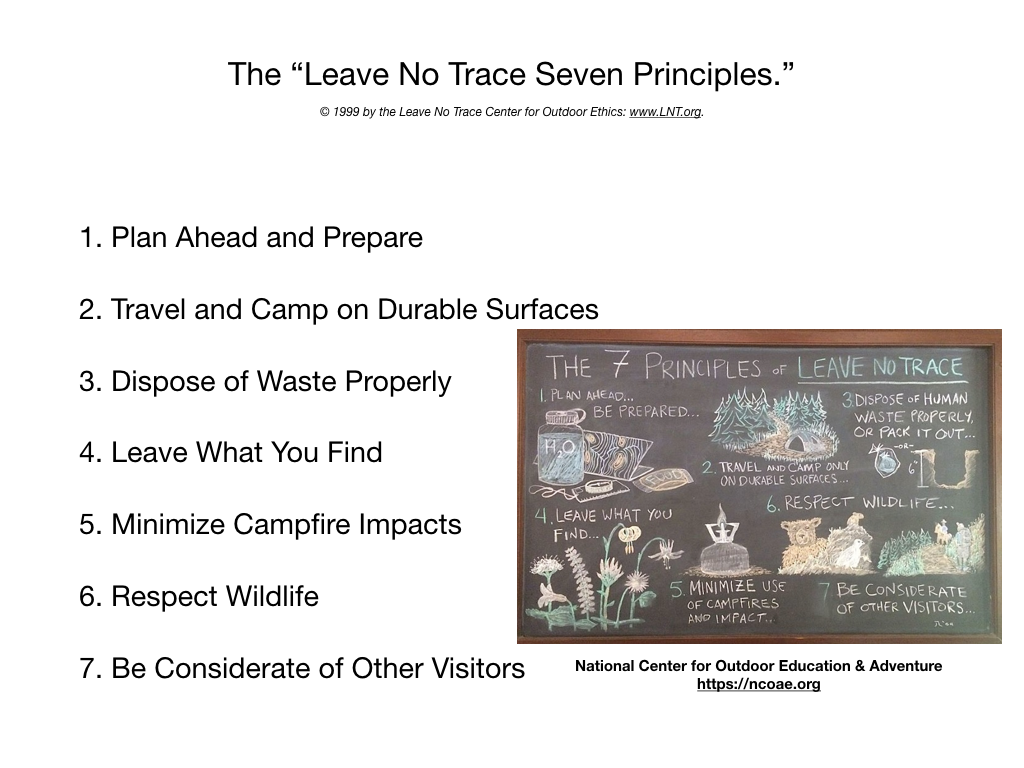 The “Leave No Trace Seven Principles.”
© 1999 by the Leave No Trace Center for Outdoor Ethics: www.LNT.org.
1. Plan Ahead and Prepare
2. Travel and Camp on Durable Surfaces
3. Dispose of Waste Properly
4. Leave What You Find
5. Minimize Campfire Impacts
6. Respect Wildlife
7. Be Considerate of Other Visitors
THE 7 PRINCIPLES OF LEAVE NO TRACE
1. PLAN AHEAD...
BE PREPARED...
H2O
FOOD
2. TRAVEL AND CAMP ONLY
ON DURABLE SURFACES...
3. DISPOSE OF HUMAN
WASTE PROPERLY,
OR PACK IT OUT...
-OR-
6"
4. LEAVE WHAT YOU
FIND...
5. MINIMIZE USE
OF CAMPFIRES
AND IMPACT...
6. RESPECT WILDLIFE...
7. BE CONSIDERATE
OF OTHER VISITORS...
National Center for Outdoor Education & Adventure
https://ncoae.org